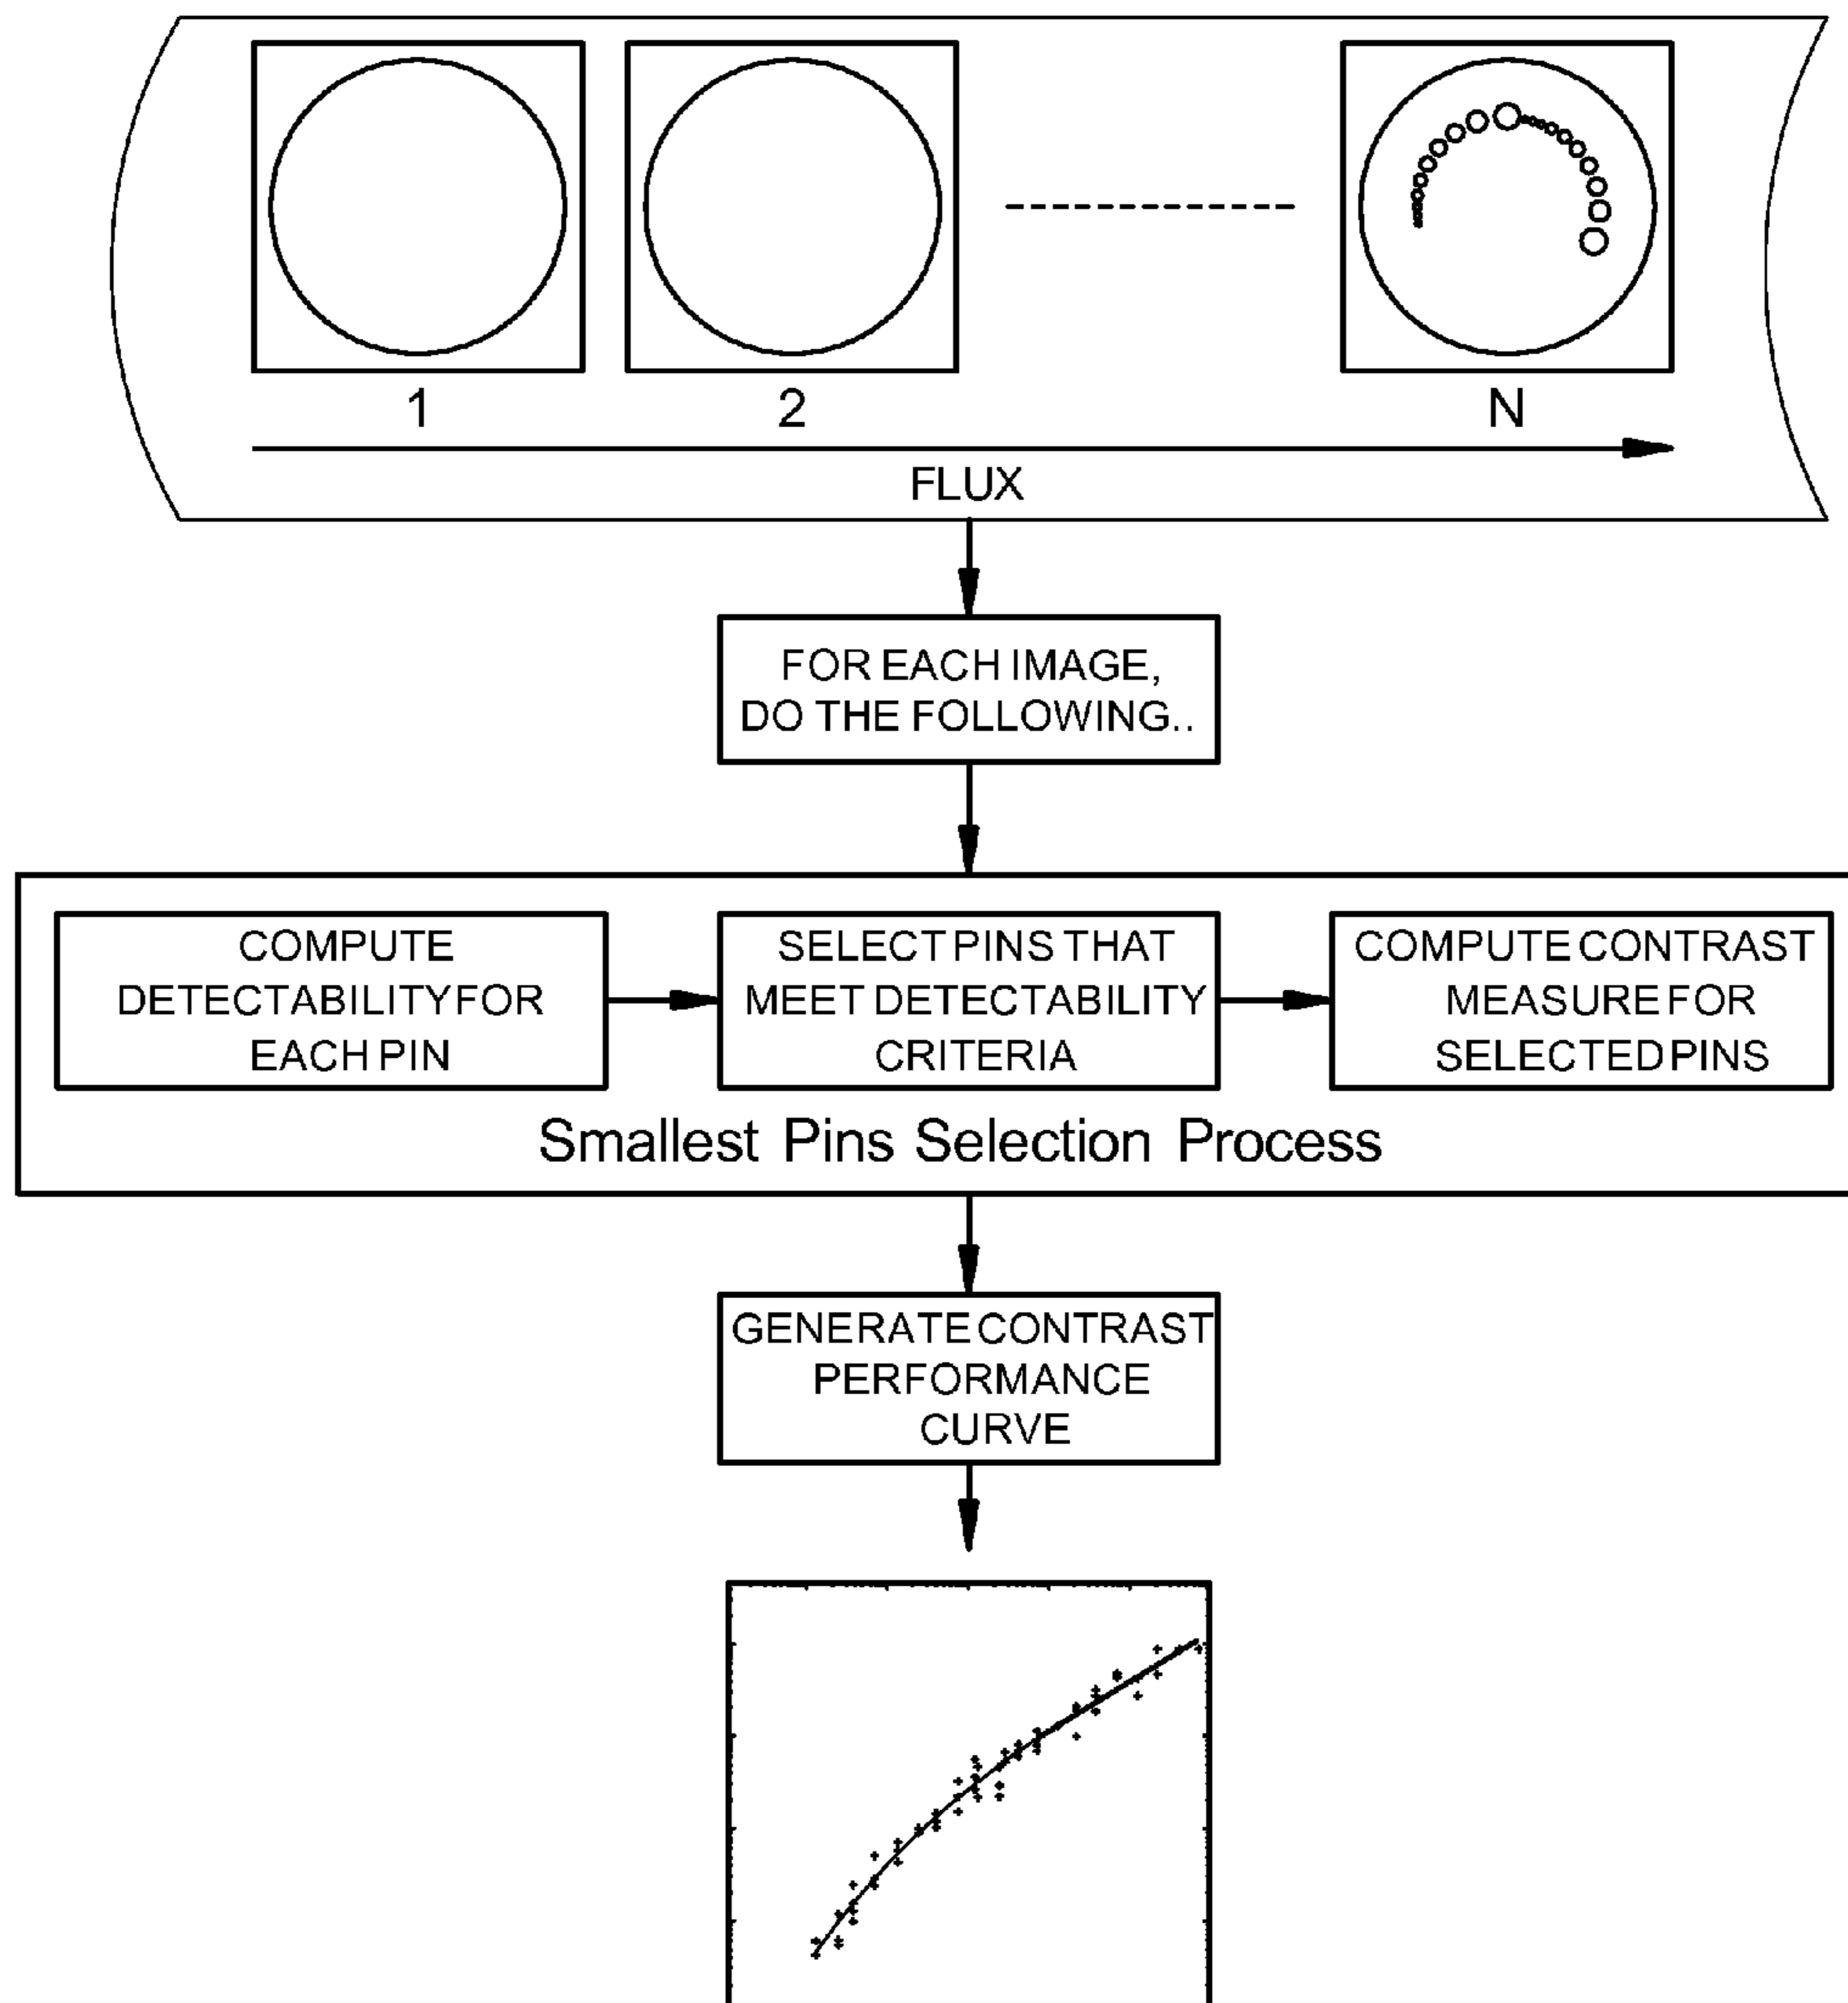 1
2
N
FLUX
FOR EACH IMAGE,
DO THE FOLLOWING..
COMPUTE
DETECTABILITY FOR
EACH PIN
SELECT PINS THAT
MEET DETECTABILITY
CRITERIA
COMPUTE CONTRAST
MEASURE FOR
SELECTED PINS
Smallest Pins Selection Process
GENERATE CONTRAST
PERFORMANCE
CURVE